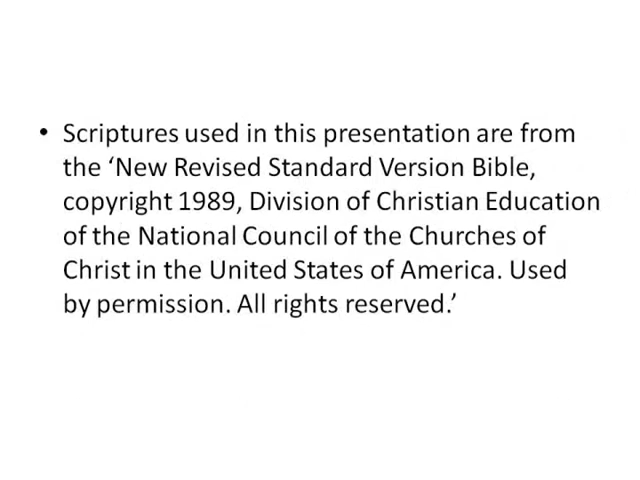 • Scriptures used in this presentation are from
the ‘New Revised Standard Version Bible,
copyright 1989, Division of Christian Education
of the National Council of the Churches of
Christ in the United States of America. Used
by permission. All rights reserved.’